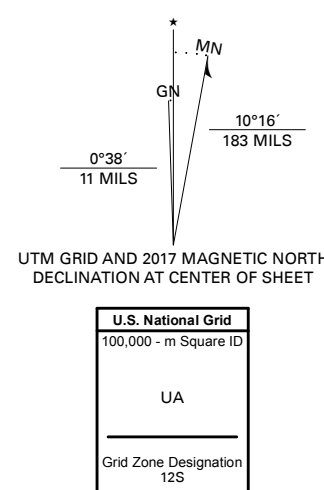 ★
MN
GN
10°16´
183 MILS
0°38´
11 MILS
UTM GRID AND 2017 MAGNETIC NORTH
DECLINATION AT CENTER OF SHEET
U.S. National Grid
100,000 - m Square ID
UA
Grid Zone Designation
12S